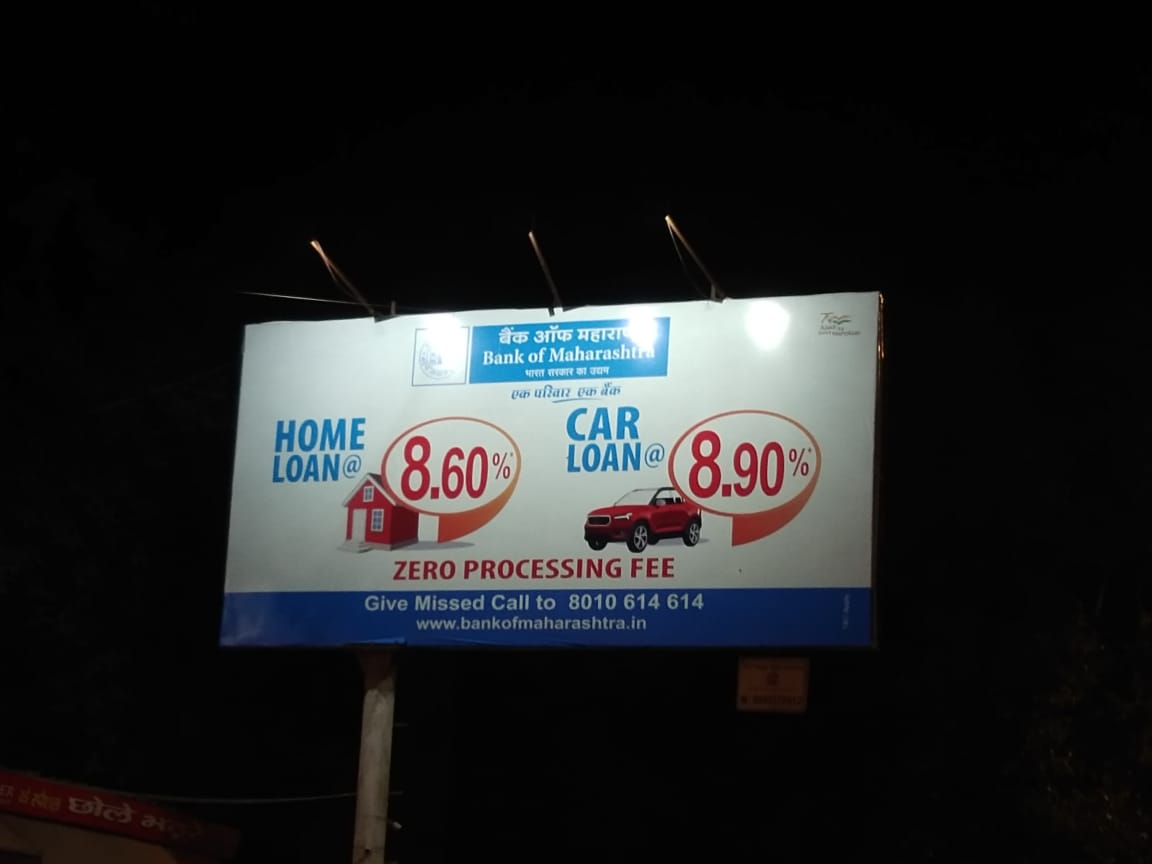 बैंक ऑफ महारा
Bank of Maharashtra
भारत सरकार का उद्यम
एक परिवार एक बैंक
HOME
LOAN@
8.60%*
CAR
LOAN@
8.90%*
ZERO PROCESSING FEE
Give Missed Call to 8010 614 614
www.bankofmaharashtra.in
छोले भटूरे